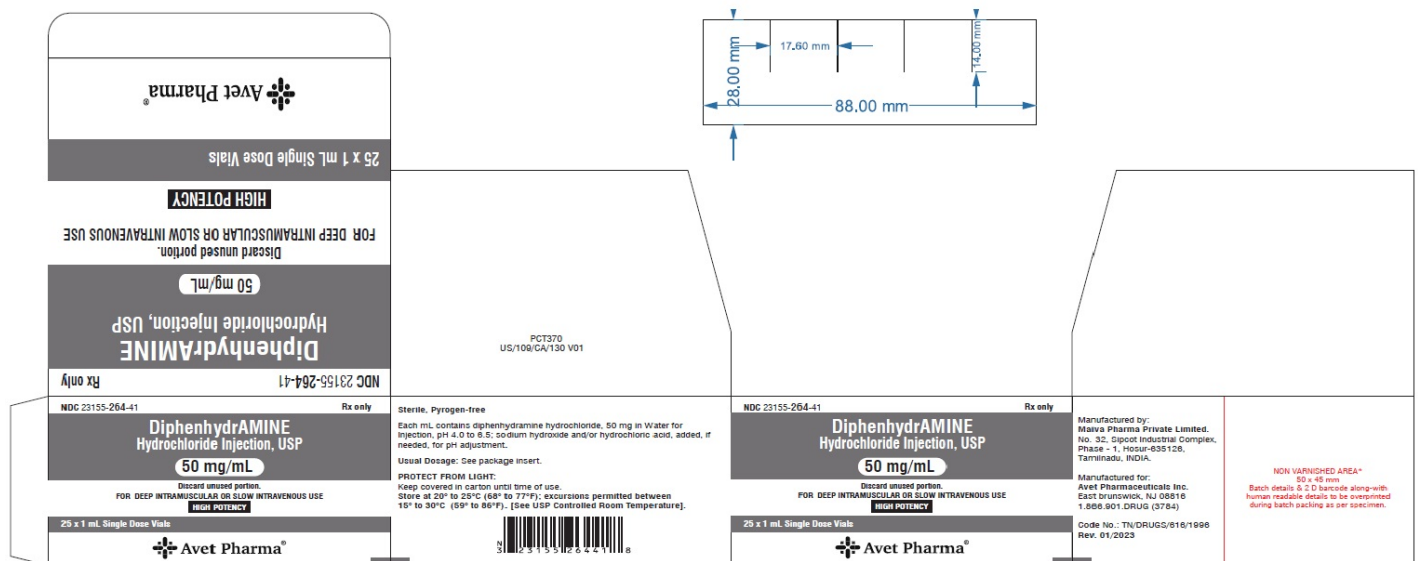 17.60 mm
28.00 mm
14.00 mm
88.00 mm
Avet Pharma®
25 x 1 mL Single Dose Vials
HIGH POTENCY
FOR DEEP INTRAMUSCULAR OR SLOW INTRAVENOUS USE
Discard unused portion.
50 mg/mL
Hydrochloride Injection, USP
DiphenhydrAMINE
NDC 23155-264-41 Rx only
PCT370
US/109/CA/130 V01
NDC 23155-264-41 Rx only
DiphenhydrAMINE
Hydrochloride Injection, USP
50 mg/mL
Discard unused portion.
FOR DEEP INTRAMUSCULAR OR SLOW INTRAVENOUS USE
HIGH POTENCY
25 x 1 mL Single Dose Vials
Avet Pharma®
Sterile, Pyrogen-free
Each mL contains diphenhydramine hydrochloride, 50 mg in Water for
Injection, pH 4.0 to 6.5; sodium hydroxide and/or hydrochloric acid, added, if
needed, for pH adjustment.
Usual Dosage: See package insert.
PROTECT FROM LIGHT:
Keep covered in carton until time of use.
Store at 20° to 25°C (68° to 77°F); excursions permitted between
15° to 30°C (59° to 86°F). [See USP Controlled Room Temperature].
N
3 23155 26441 8
NDC 23155-264-41 Rx only
DiphenhydrAMINE
Hydrochloride Injection, USP
50 mg/mL
Discard unused portion.
FOR DEEP INTRAMUSCULAR OR SLOW INTRAVENOUS USE
HIGH POTENCY
25 x 1 mL Single Dose Vials
Avet Pharma®
Manufactured by:
Maiva Pharma Private Limited.
No. 32, Sipcot Industrial Complex,
Phase - 1, Hosur-635126,
Tamilnadu, INDIA.
Manufactured for:
Avet Pharmaceuticals Inc.
East brunswick, NJ 08816
1.866.901.DRUG (3784)
Code No.: TN/DRUGS/616/1996
Rev. 01/2023
NON VARNISHED AREA*
50 x 45 mm
Batch details & 2 D barcode along-with
human readable details to be overprinted
during batch packing as per specimen.